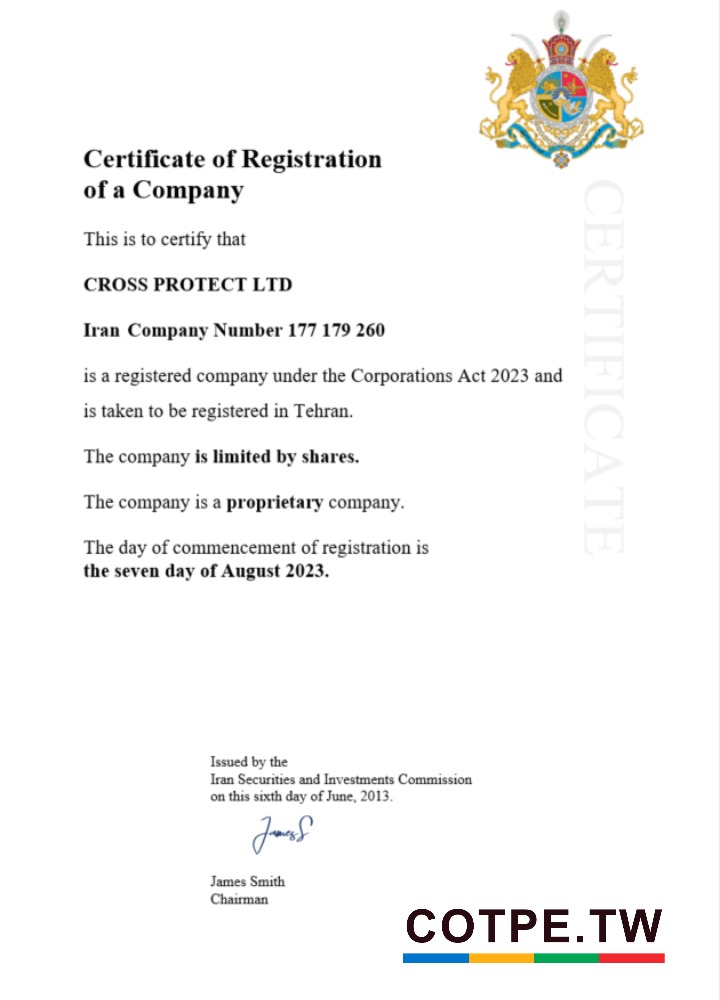 Certificate of Registration
of a Company
This is to certify that
CROSS PROTECT LTD
Iran Company Number 177 179 260
is a registered company under the Corporations Act 2023 and
is taken to be registered in Tehran.
The company is limited by shares.
The company is a proprietary company.
The day of commencement of registration is
the seven day of August 2023.
CERTIFICATE
Issued by the
Iran Securities and Investments Commission
on this sixth day of June, 2013.
JamesS
James Smith
Chairman
COTPE.TW